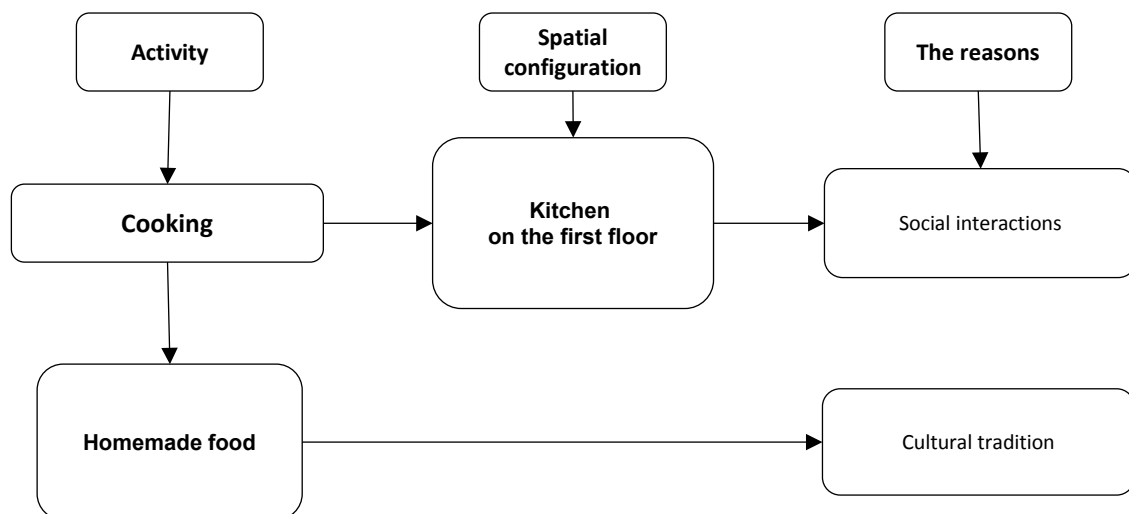 Activity
Spatial
configuration
The reasons
Cooking
Kitchen
on the first floor
Social interactions
Homemade food
Cultural tradition